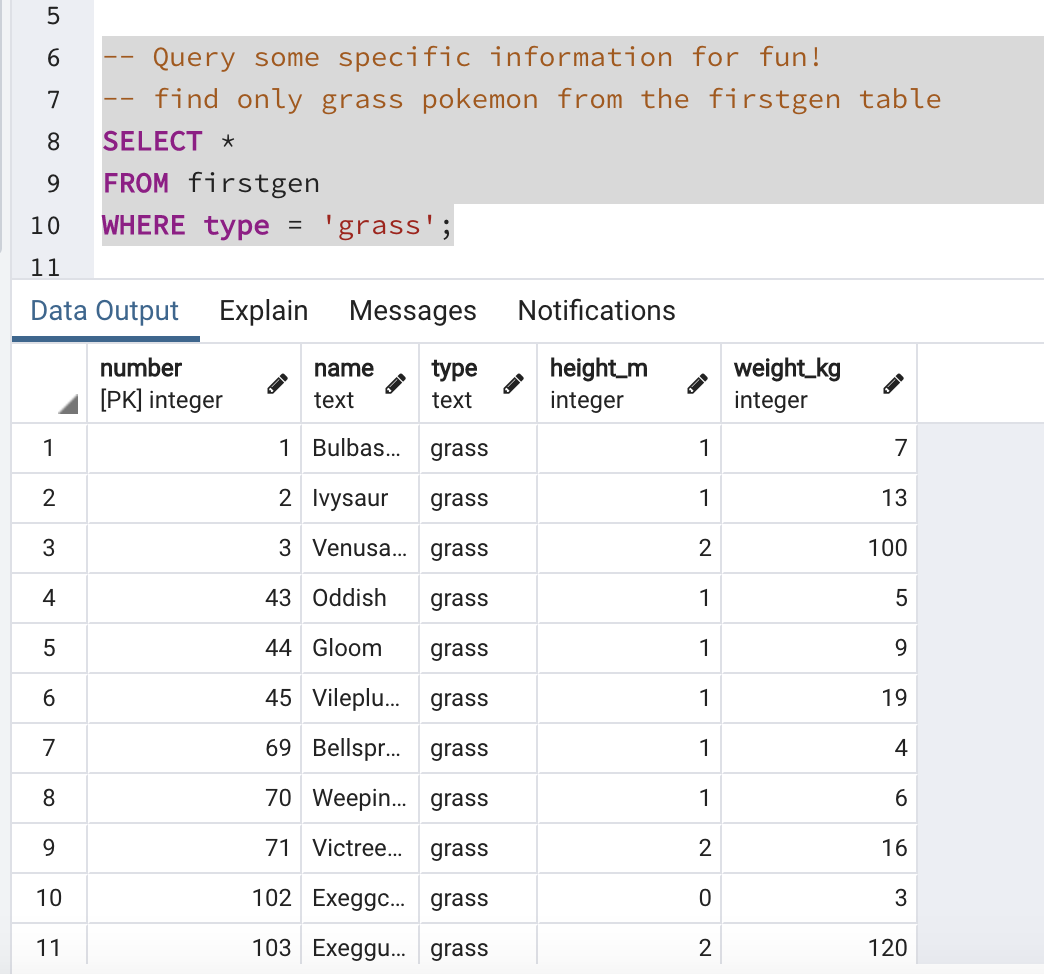 5
6 -- Query some specific information for fun!
7 -- find only grass pokemon from the firstgen table
8 SELECT *
9 FROM firstgen
10 WHERE type = 'grass';
11
Data Output Explain Messages Notifications
number name type height_m weight_kg
[PK] integer text text integer integer
1 1 Bulbas... grass 1 7
2 2 Ivysaur grass 1 13
3 3 Venusa... grass 2 100
4 43 Oddish grass 1 5
5 44 Gloom grass 1 9
6 45 Vileplu... grass 1 19
7 69 Bellspr... grass 1 4
8 70 Weepin... grass 1 6
9 71 Victree... grass 2 16
10 102 Exeggc... grass 0 3
11 103 Exeggu... grass 2 120